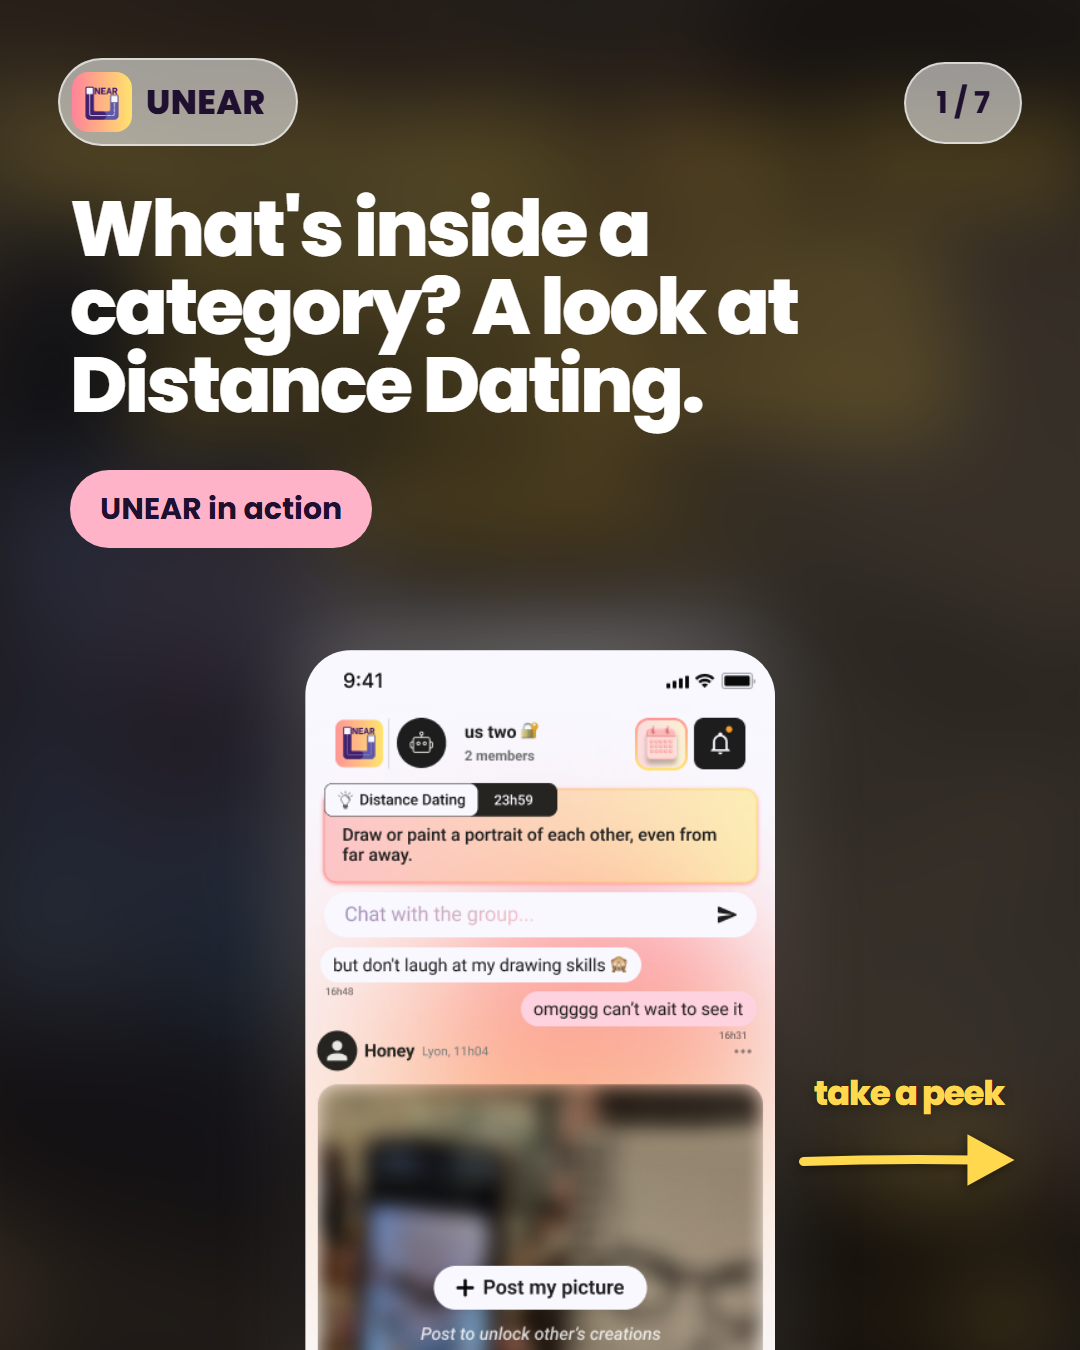 UNEAR
UNEAR
1 / 7
What's inside a
category? A look at
Distance Dating.
UNEAR in action
9:41
UNEAR
us two 🔐
2 members
Distance Dating
23h59
Draw or paint a portrait of each other, even from
far away.
Chat with the group...
but don't laugh at my drawing skills 🙈
16h48
omgggg can't wait to see it
16h31
Honey Lyon, 11h04
take a peek
+ Post my picture
Post to unlock other's creations